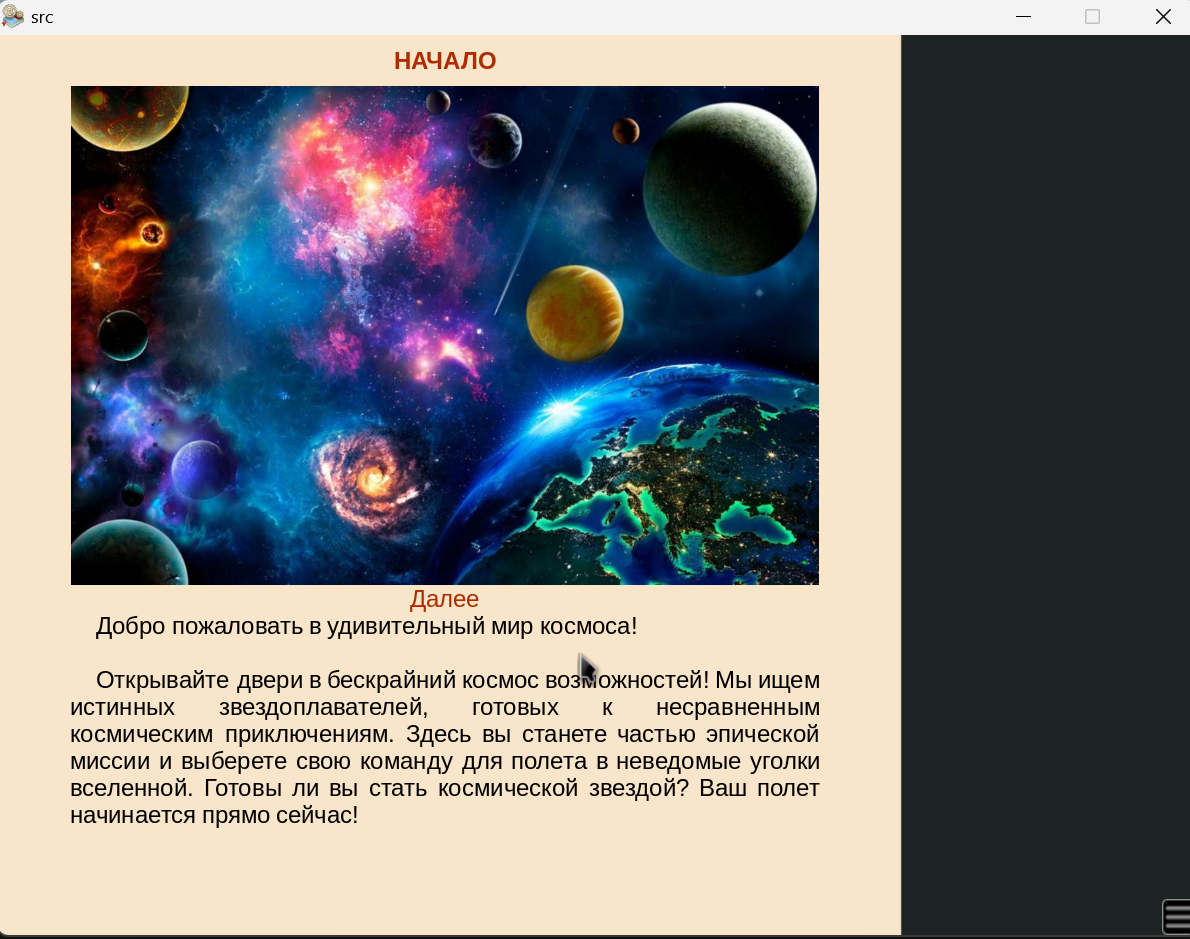 src
НАЧАЛО
Далее
Добро пожаловать в удивительный мир космоса!
Открывайте двери в бескрайний космос возможностей! Мы ищем
истинных звездоплавателей, готовых к несравненным
космическим приключениям. Здесь вы станете частью эпической
миссии и выберете свою команду для полета в неведомые уголки
вселенной. Готовы ли вы стать космической звездой? Ваш полет
начинается прямо сейчас!